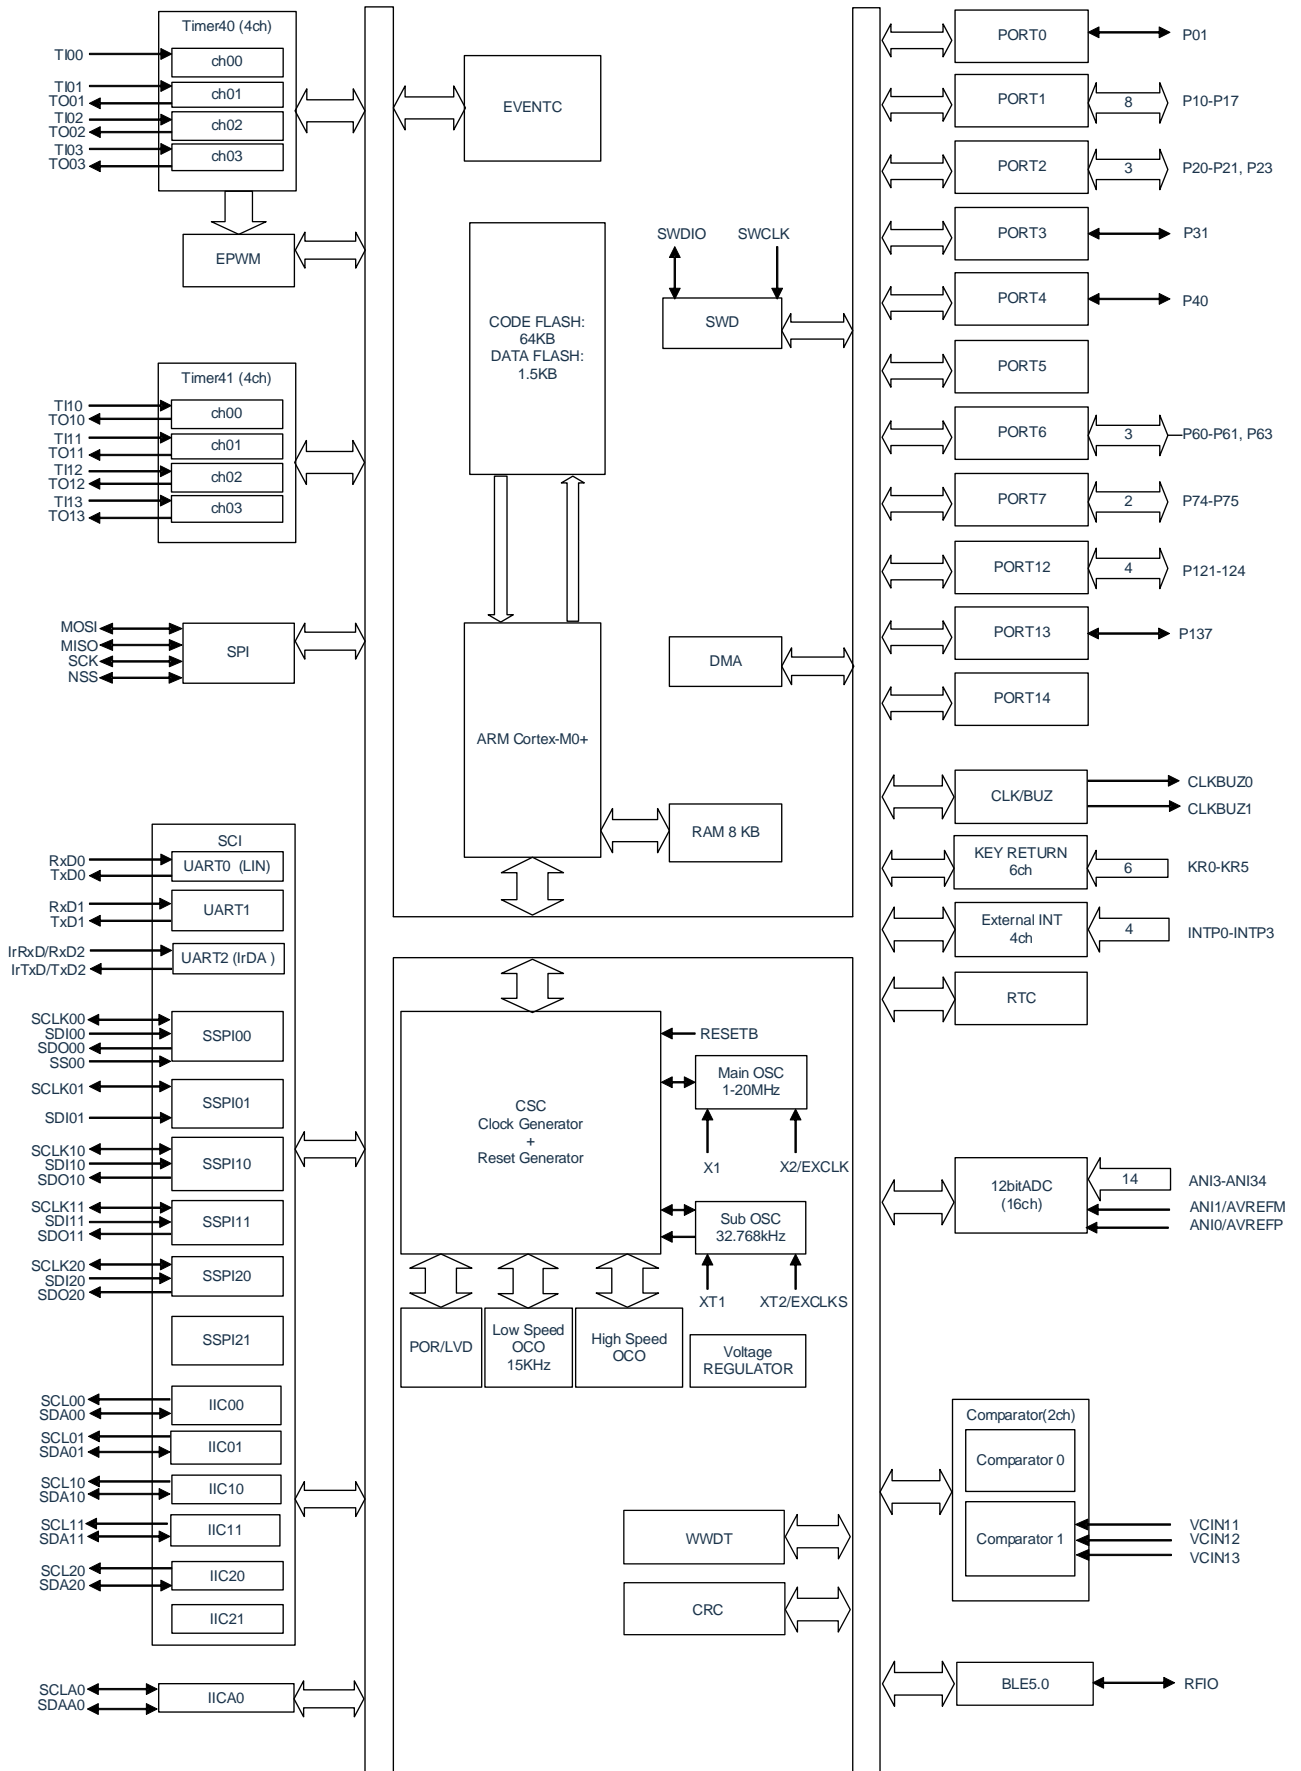 Timer40 (4ch)
TI00
ch00
TI01
TO01
ch01
TI02
TO02
ch02
TI03
TO03
ch03
EPWM
Timer41 (4ch)
TI10
TO10
ch00
TI11
TO11
ch01
TI12
TO12
ch02
TI13
TO13
ch03
MOSI
MISO
SCK
NSS
SPI
SCI
RxD0
TxD0
UART0 (LIN)
RxD1
TxD1
UART1
IrRxD/RxD2
IrTxD/TxD2
UART2 (IrDA )
SCLK00
SDI00
SDO00
SS00
SSPI00
SCLK01
SDI01
SSPI01
SCLK10
SDI10
SDO10
SSPI10
SCLK11
SDI11
SDO11
SSPI11
SCLK20
SDI20
SDO20
SSPI20
SSPI21
SCL00
SDA00
IIC00
SCL01
SDA01
IIC01
SCL10
SDA10
IIC10
SCL11
SDA11
IIC11
SCL20
SDA20
IIC20
IIC21
SCLA0
SDAA0
IICA0
EVENTC
CODE FLASH:
64KB
DATA FLASH:
1.5KB
SWDIO
SWCLK
SWD
DMA
ARM Cortex-M0+
RAM 8 KB
CSC
Clock Generator
+
Reset Generator
RESETB
Main OSC
1-20MHz
X1
X2/EXCLK
Sub OSC
32.768kHz
XT1
XT2/EXCLKS
POR/LVD
Low Speed
OCO
15KHz
High Speed
OCO
Voltage
REGULATOR
WWDT
CRC
PORT0
P01
PORT1
8
P10-P17
PORT2
3
P20-P21, P23
PORT3
P31
PORT4
P40
PORT5
PORT6
3
P60-P61, P63
PORT7
2
P74-P75
PORT12
4
P121-124
PORT13
P137
PORT14
CLK/BUZ
CLKBUZ0
CLKBUZ1
KEY RETURN
6ch
6
KR0-KR5
External INT
4ch
4
INTP0-INTP3
RTC
12bitADC
(16ch)
14
ANI3-ANI34
ANI1/AVREFM
ANI0/AVREFP
Comparator(2ch)
Comparator 0
Comparator 1
VCIN11
VCIN12
VCIN13
BLE5.0
RFIO